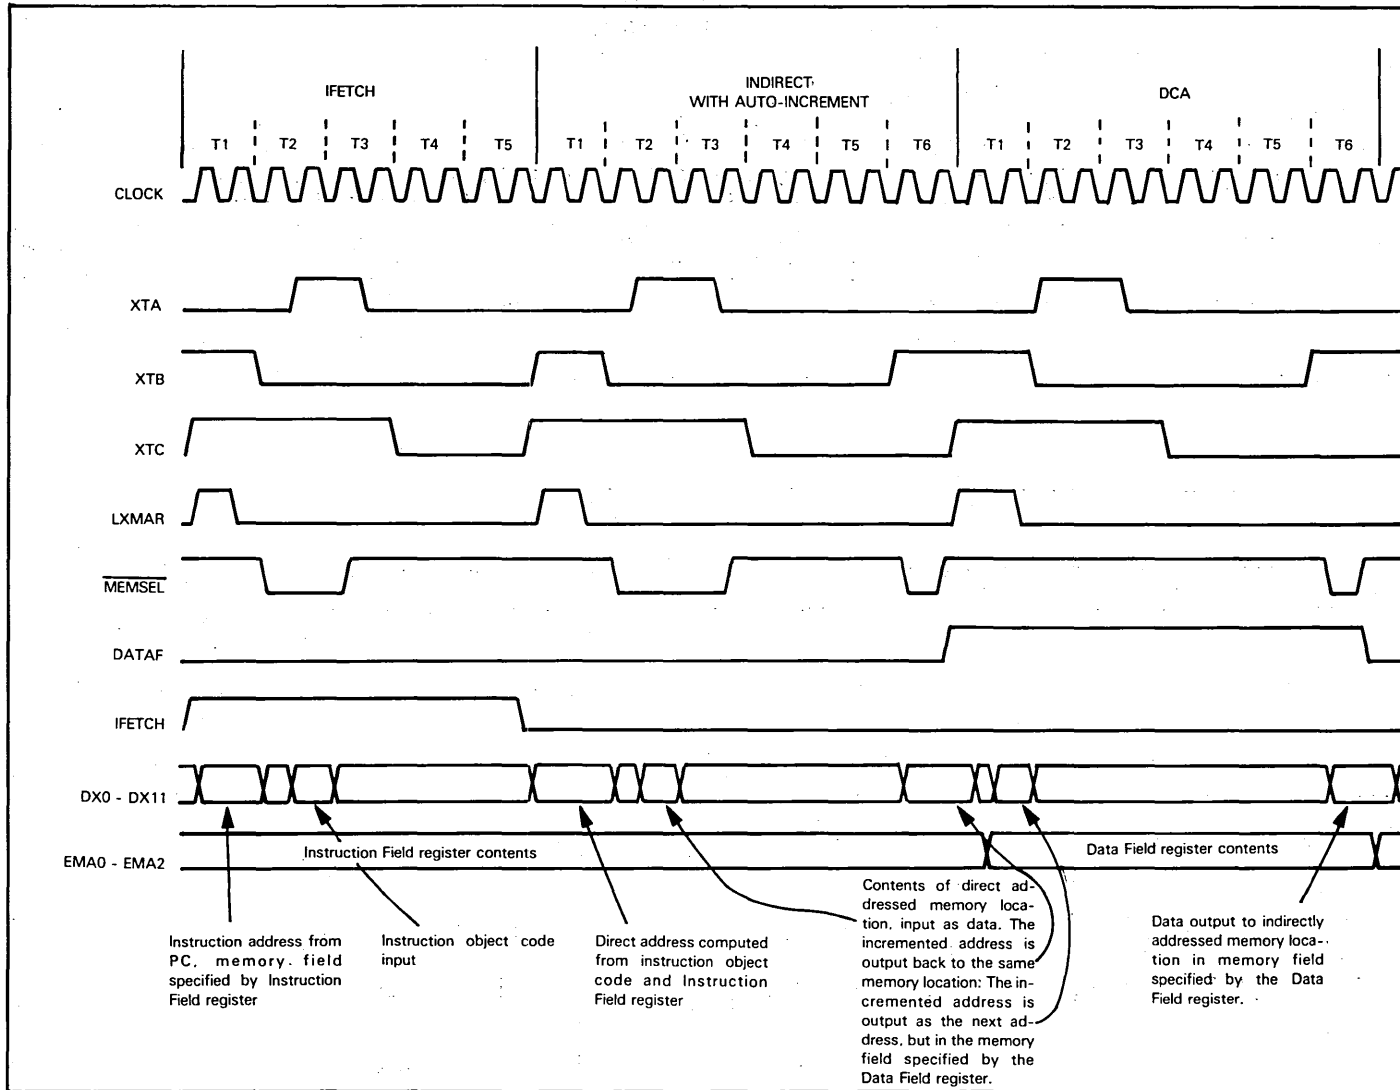 IFETCH
INDIRECT
WITH AUTO-INCREMENT
DCA
T1 T2 T3 T4 T5 T1 T2 T3 T4 T5 T6 T1 T2 T3 T4 T5 T6
CLOCK
XTA
XTB
XTC
LXMAR
MEMSEL
DATAF
IFETCH
DX0 - DX11
EMA0 - EMA2
Instruction Field register contents
Data Field register contents
Instruction address from
PC, memory field
specified by Instruction
Field register
Instruction object code
input
Direct address computed
from instruction object
code and Instruction
Field register
Contents of direct ad-
dressed memory loca-
tion, input as data. The
incremented address is
output back to the same
memory location: The in-
cremented address is
output as the next ad-
dress, but in the memory
field specified by the
Data Field register.
Data output to indirectly
addressed memory loca-
tion in memory field
specified by the Data
Field register.